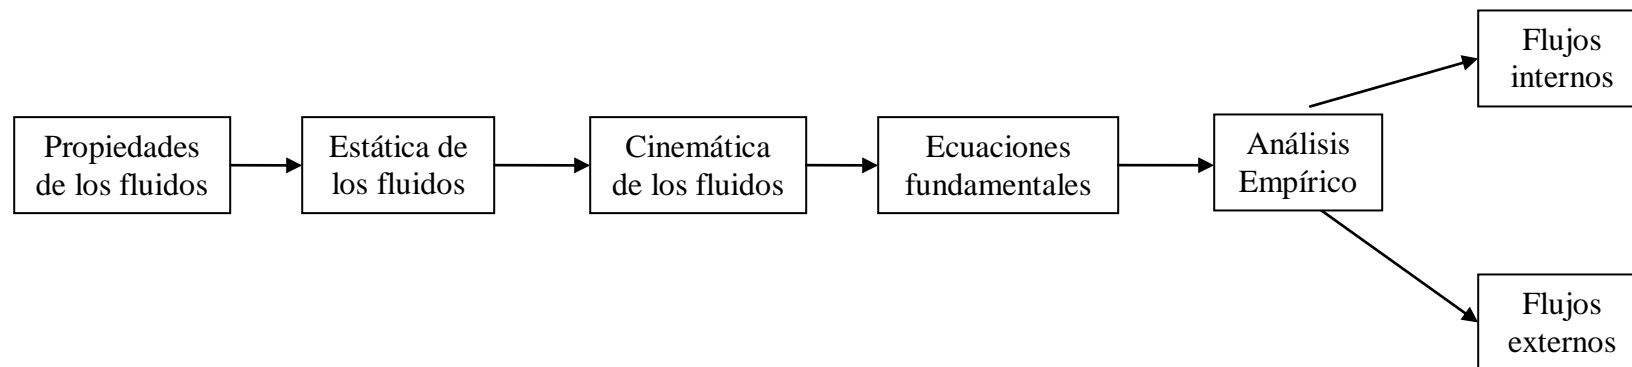 Propiedades
de los fluidos
Estática de
los fluidos
Cinemática
de los fluidos
Ecuaciones
fundamentales
Análisis
Empírico
Flujos
internos
Flujos
externos